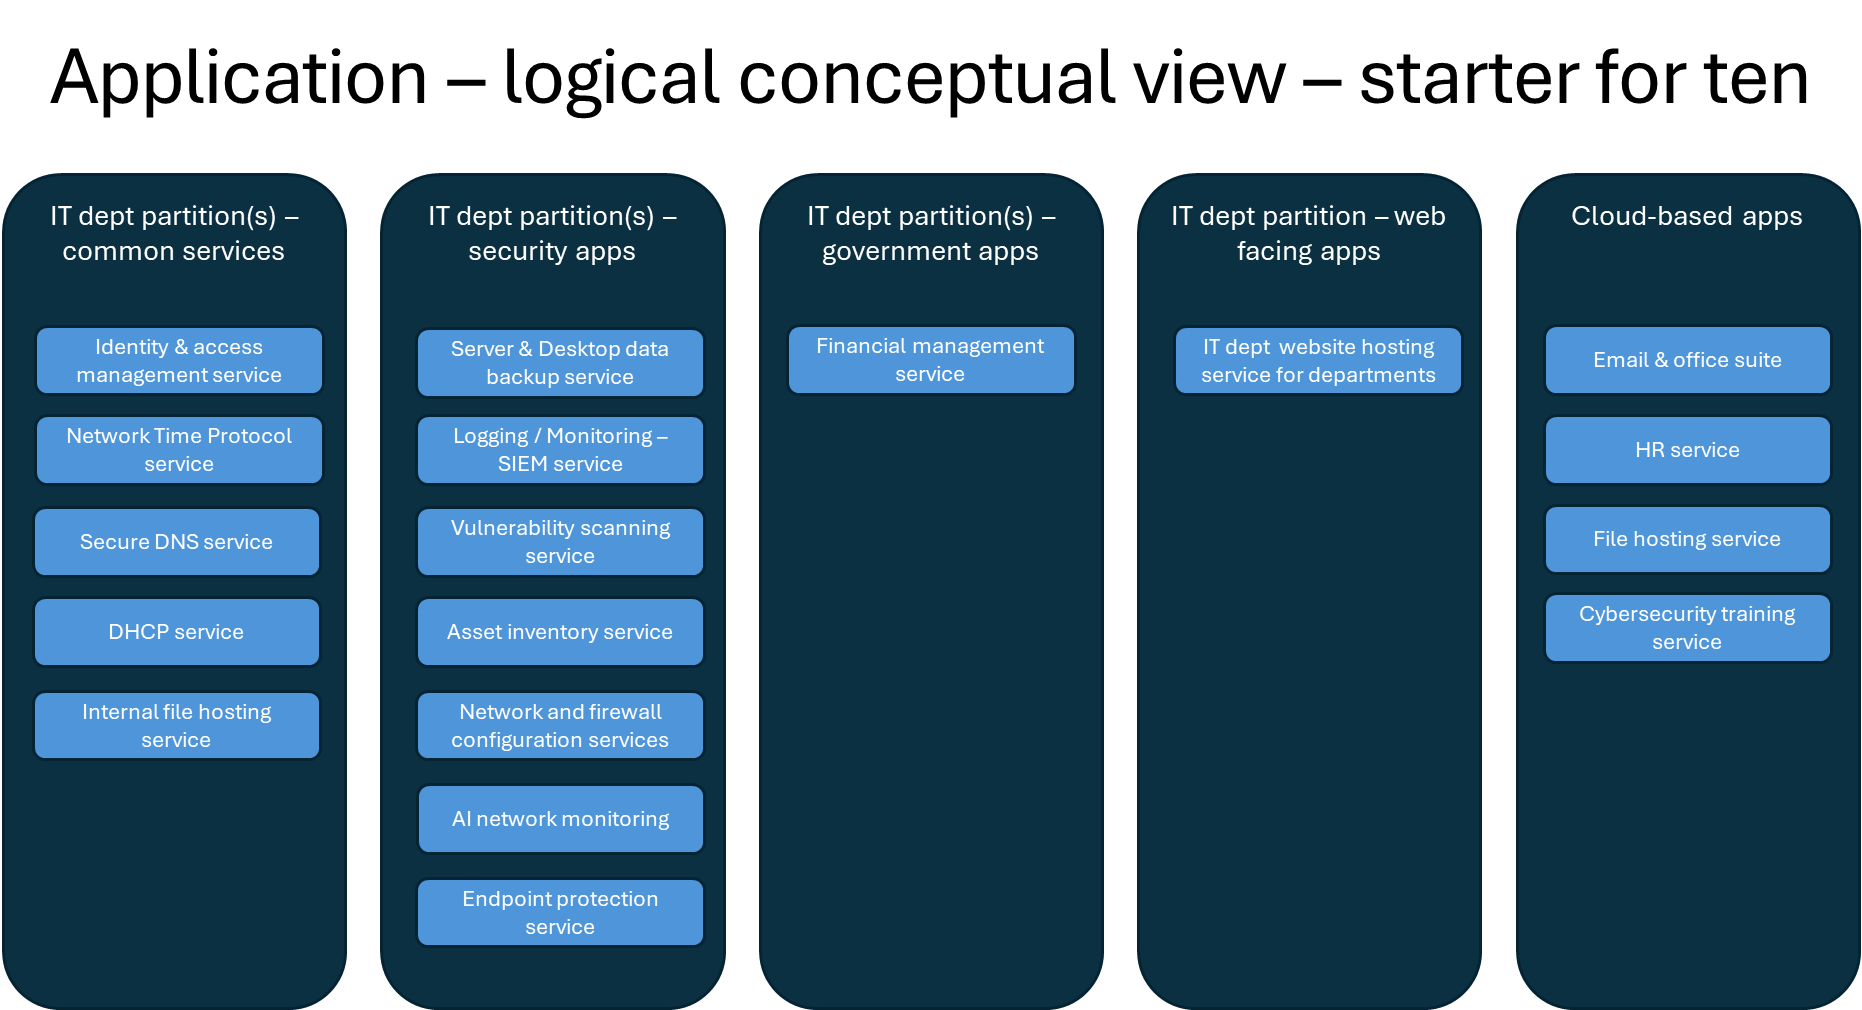 Application – logical conceptual view – starter for ten
IT dept partition(s) –
common services
Identity & access
management service
Network Time Protocol
service
Secure DNS service
DHCP service
Internal file hosting
service
IT dept partition(s) –
security apps
Server & Desktop data
backup service
Logging / Monitoring –
SIEM service
Vulnerability scanning
service
Asset inventory service
Network and firewall
configuration services
AI network monitoring
Endpoint protection
service
IT dept partition(s) –
government apps
Financial management
service
IT dept partition – web
facing apps
IT dept website hosting
service for departments
Cloud-based apps
Email & office suite
HR service
File hosting service
Cybersecurity training
service